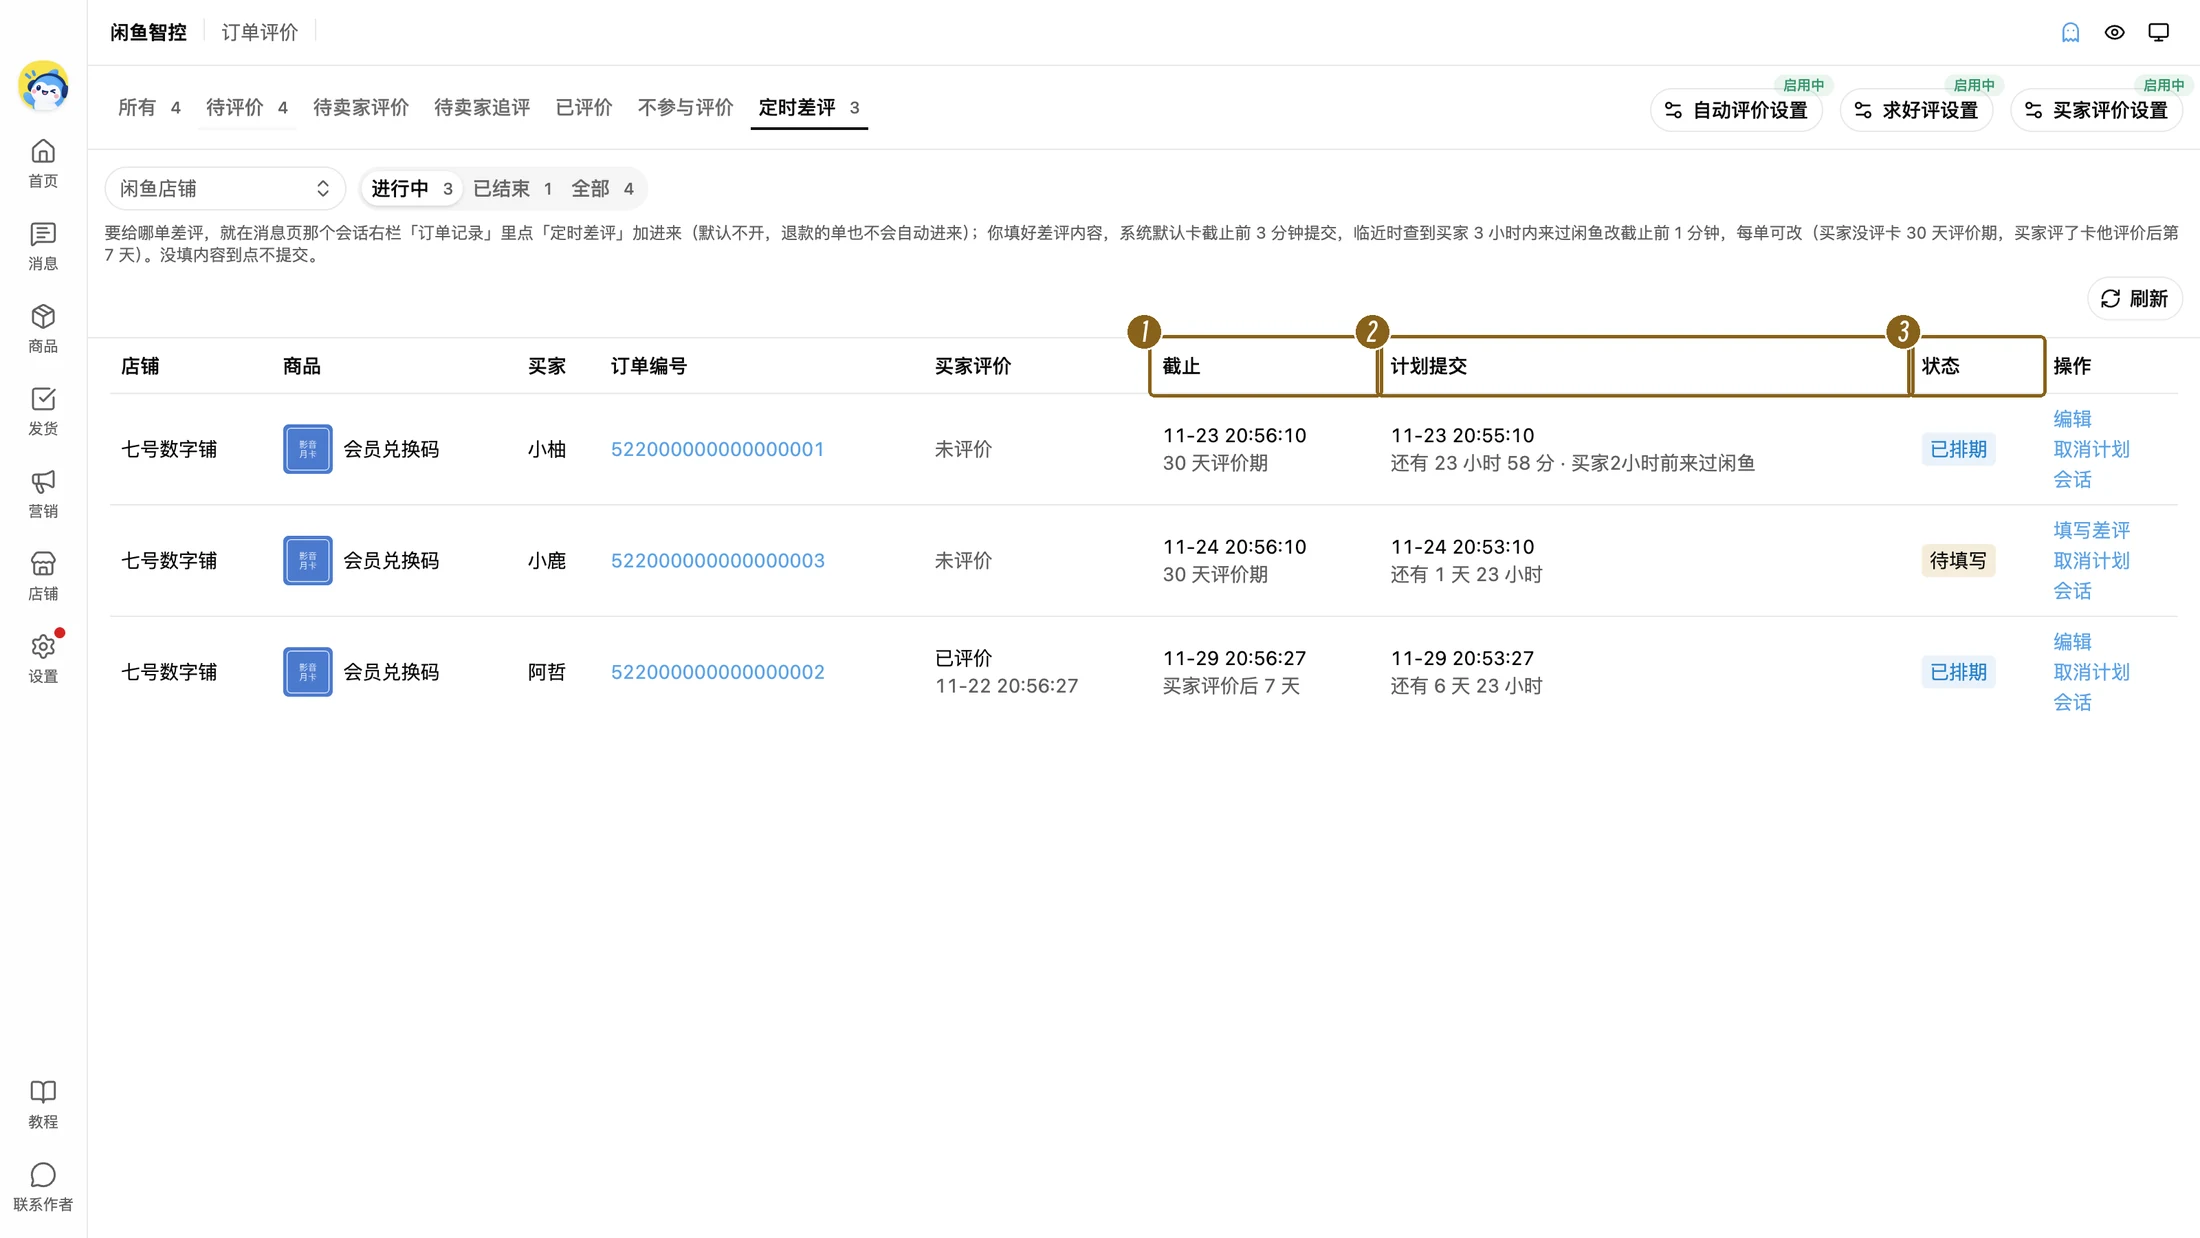 闲鱼智控
订单评价
所有 4
待评价 4
待卖家评价
待卖家追评
已评价
不参与评价
定时差评 3
启用中
自动评价设置
启用中
求好评设置
启用中
买家评价设置
首页
消息
商品
发货
营销
店铺
设置
教程
联系作者
闲鱼店铺
进行中 3
已结束 1
全部 4
要给哪单差评，就在消息页那个会话右栏「订单记录」里点「定时差评」加进来（默认不开，退款的单也不会自动进来）；你填好差评内容，系统默认卡截止前 3 分钟提交，临近时查到买家 3 小时内来过闲鱼改截止前 1 分钟，每单可改（买家没评卡 30 天评价期，买家评了卡他评价后第
7 天）。没填内容到点不提交。
刷新
1
2
3
店铺
商品
买家
订单编号
买家评价
截止
计划提交
状态
操作
七号数字铺
影音
月卡
会员兑换码
小柚
522000000000000001
未评价
11-23 20:56:10
30 天评价期
11-23 20:55:10
还有 23 小时 58 分 · 买家2小时前来过闲鱼
已排期
编辑
取消计划
会话
七号数字铺
影音
月卡
会员兑换码
小鹿
522000000000000003
未评价
11-24 20:56:10
30 天评价期
11-24 20:53:10
还有 1 天 23 小时
待填写
填写差评
取消计划
会话
七号数字铺
影音
月卡
会员兑换码
阿哲
522000000000000002
已评价
11-22 20:56:27
11-29 20:56:27
买家评价后 7 天
11-29 20:53:27
还有 6 天 23 小时
已排期
编辑
取消计划
会话